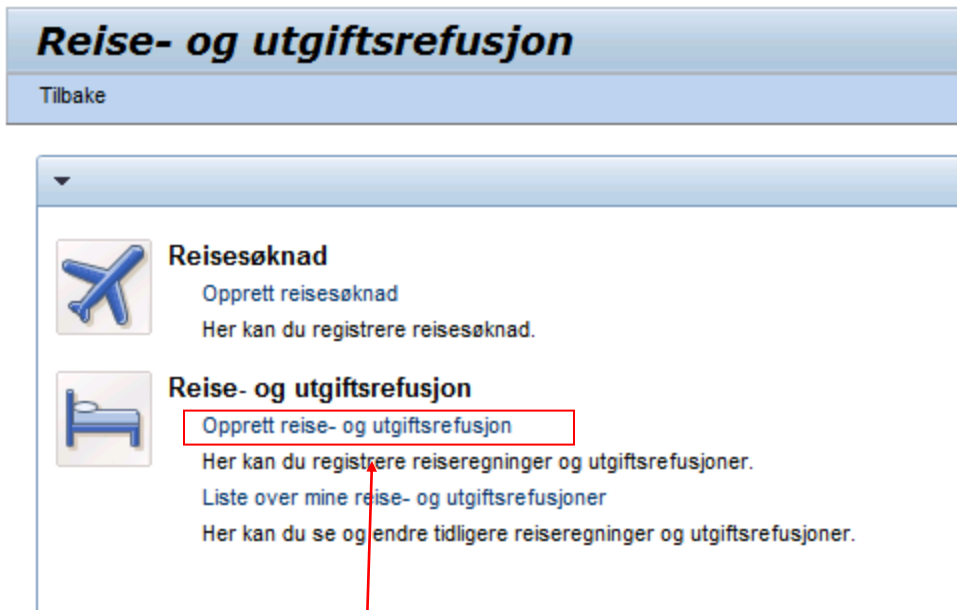 Reise- og utgiftsrefusjon
Tilbake
Reisesøknad
Opprett reisesøknad
Her kan du registrere reisesøknad.
Reise- og utgiftsrefusjon
Opprett reise- og utgiftsrefusjon
Her kan du registrere reiseregninger og utgiftsrefusjoner.
Liste over mine reise- og utgiftsrefusjoner
Her kan du se og endre tidligere reiseregninger og utgiftsrefusjoner.